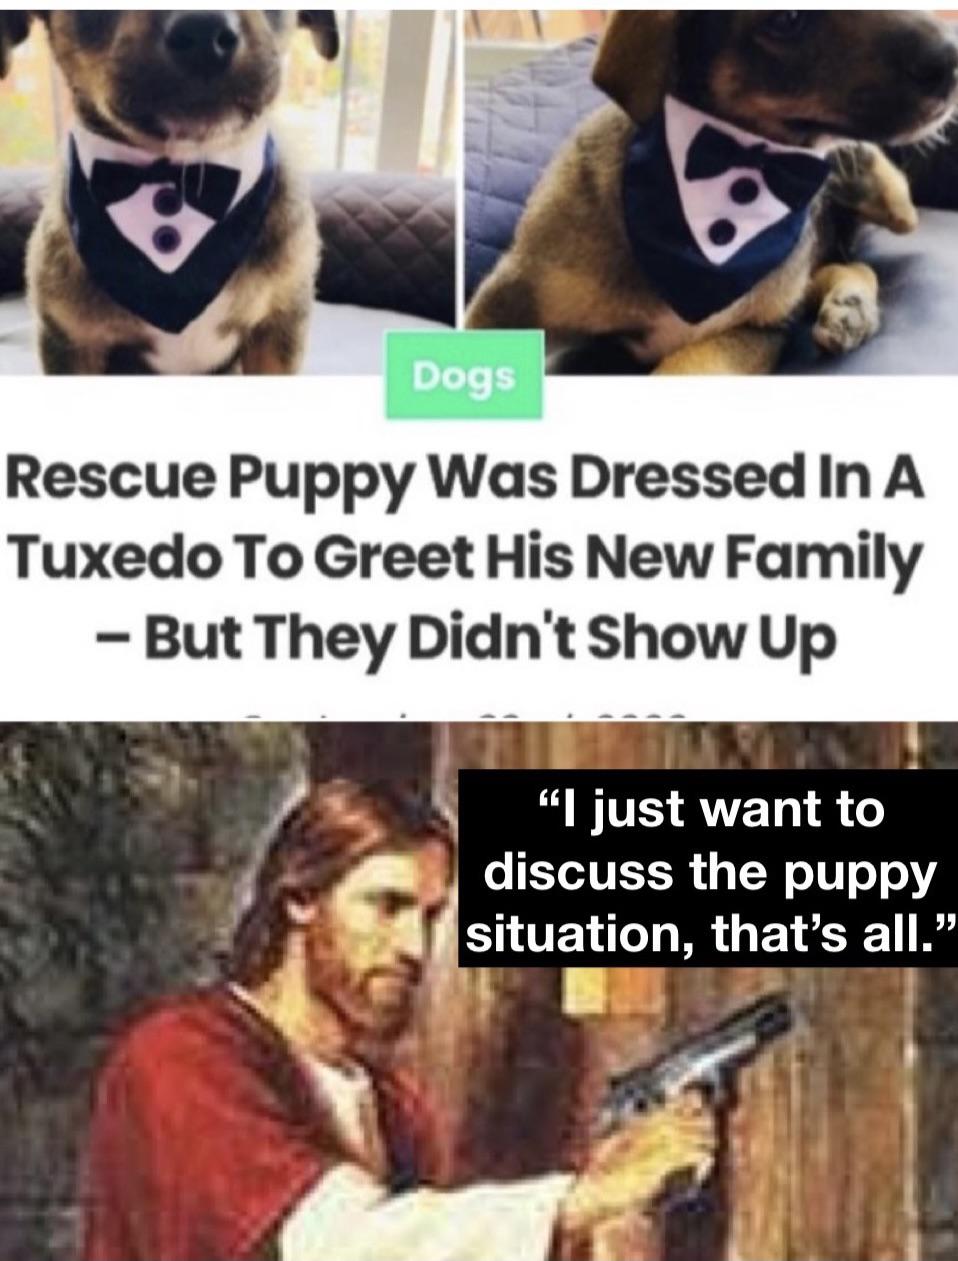 Dogs
Rescue Puppy Was Dressed In A
Tuxedo To Greet His New Family
– But They Didn't Show Up
“I just want to
discuss the puppy
situation, that’s all.”